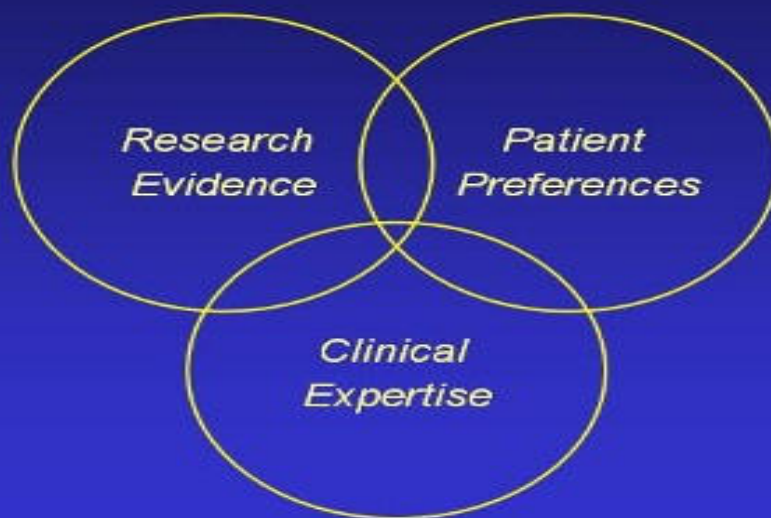 Research
Evidence
Patient
Preferences
Clinical
Expertise